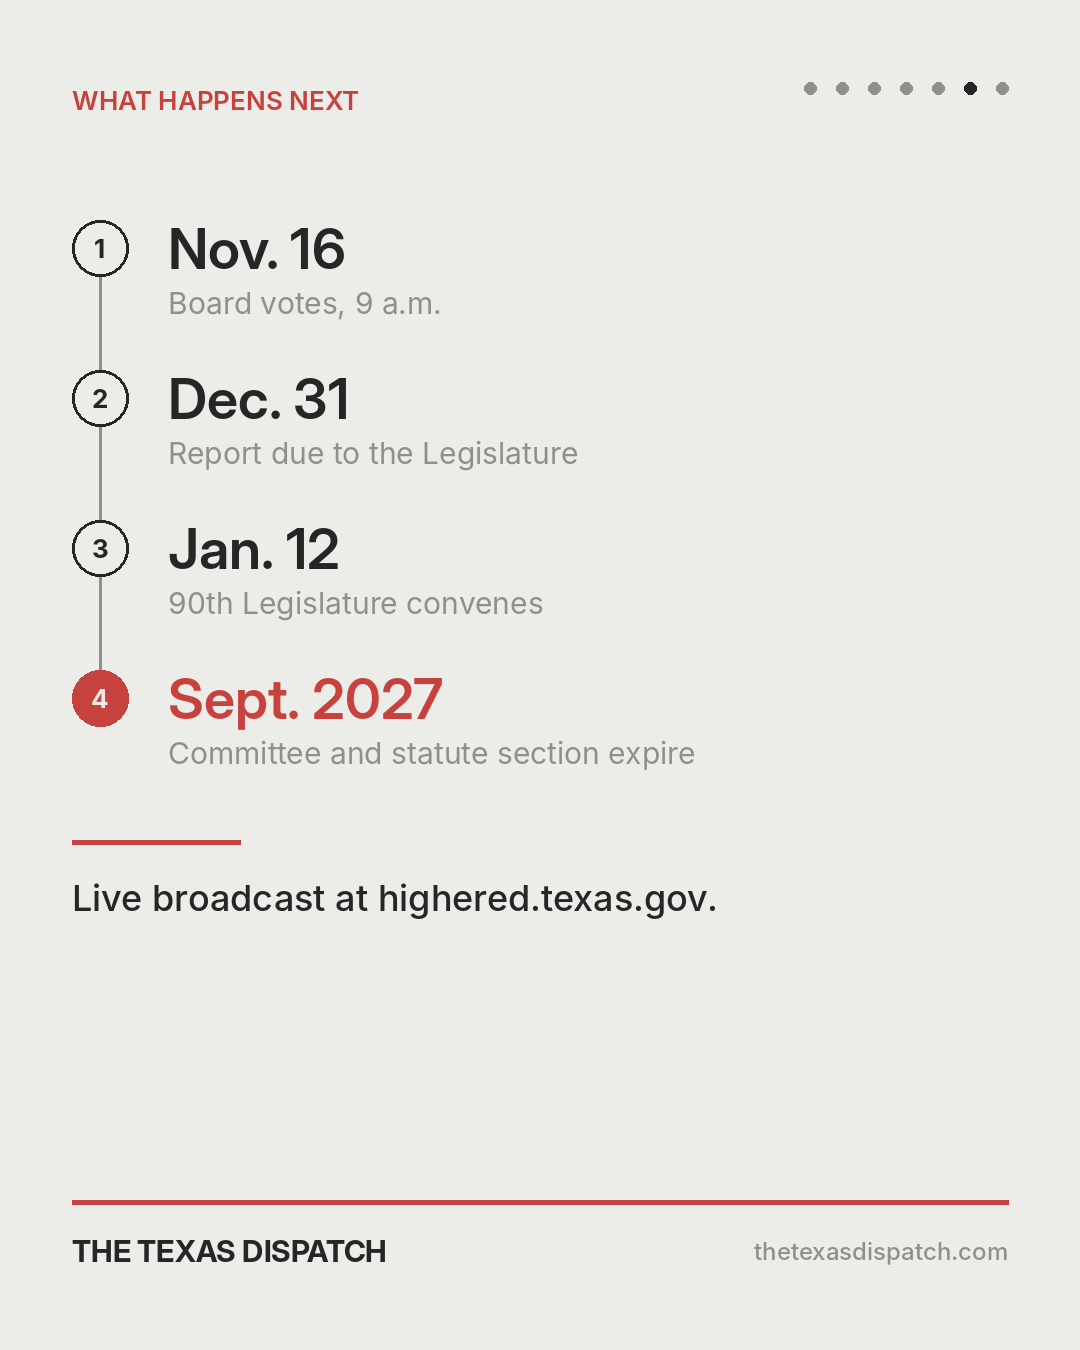 WHAT HAPPENS NEXT
1
Nov. 16
Board votes, 9 a.m.
2
Dec. 31
Report due to the Legislature
3
Jan. 12
90th Legislature convenes
4
Sept. 2027
Committee and statute section expire
Live broadcast at highered.texas.gov.
THE TEXAS DISPATCH
thetexasdispatch.com